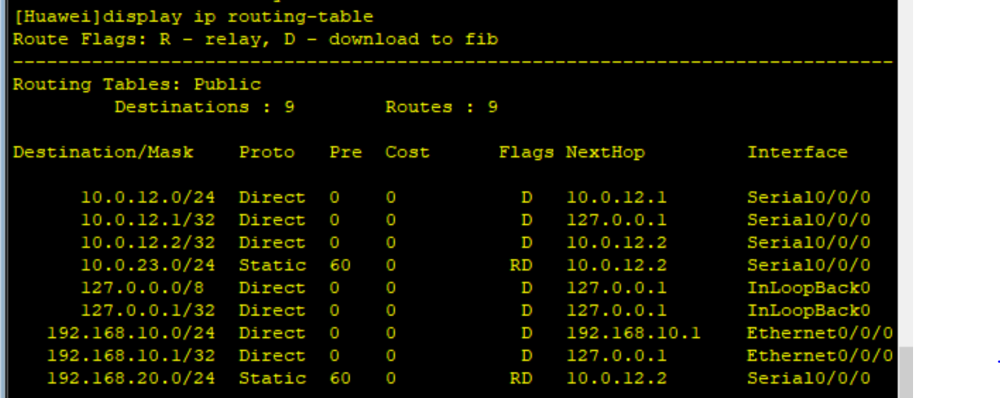 [Huawei]display ip routing-table
Route Flags: R - relay, D - download to fib
------------------------------------------------------------------------------
Routing Tables: Public
Destinations : 9 Routes : 9
Destination/Mask Proto Pre Cost Flags NextHop Interface
10.0.12.0/24 Direct 0 0 D 10.0.12.1 Serial0/0/0
10.0.12.1/32 Direct 0 0 D 127.0.0.1 Serial0/0/0
10.0.12.2/32 Direct 0 0 D 10.0.12.2 Serial0/0/0
10.0.23.0/24 Static 60 0 RD 10.0.12.2 Serial0/0/0
127.0.0.0/8 Direct 0 0 D 127.0.0.1 InLoopBack0
127.0.0.1/32 Direct 0 0 D 127.0.0.1 InLoopBack0
192.168.10.0/24 Direct 0 0 D 192.168.10.1 Ethernet0/0/0
192.168.10.1/32 Direct 0 0 D 127.0.0.1 Ethernet0/0/0
192.168.20.0/24 Static 60 0 RD 10.0.12.2 Serial0/0/0